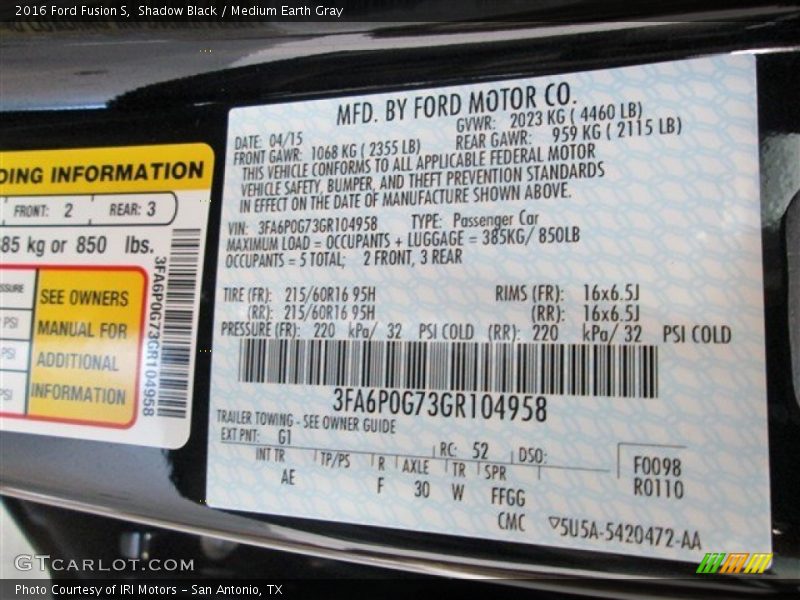 2016 Ford Fusion S, Shadow Black / Medium Earth Gray
DING INFORMATION
FRONT: 2 REAR: 3
85 kg or 850 lbs.
SSURE
PSI
PSI
PSI
SEE OWNERS
MANUAL FOR
ADDITIONAL
INFORMATION
3FA6P0G73GR104958
MFD. BY FORD MOTOR CO.
DATE: 04/15 GVWR: 2023 KG ( 4460 LB)
FRONT GAWR: 1068 KG ( 2355 LB) REAR GAWR: 959 KG ( 2115 LB)
THIS VEHICLE CONFORMS TO ALL APPLICABLE FEDERAL MOTOR
VEHICLE SAFETY, BUMPER, AND THEFT PREVENTION STANDARDS
IN EFFECT ON THE DATE OF MANUFACTURE SHOWN ABOVE.
VIN: 3FA6P0G73GR104958 TYPE: Passenger Car
MAXIMUM LOAD = OCCUPANTS + LUGGAGE = 385KG/ 850LB
OCCUPANTS = 5 TOTAL; 2 FRONT, 3 REAR
TIRE (FR): 215/60R16 95H RIMS (FR): 16x6.5J
(RR): 215/60R16 95H (RR): 16x6.5J
PRESSURE (FR): 220 kPa/ 32 PSI COLD (RR): 220 kPa/ 32 PSI COLD
3FA6P0G73GR104958
TRAILER TOWING - SEE OWNER GUIDE
EXT PNT: G1 RC: 52 DSO: F0098
INT TR TP/PS R AXLE TR SPR R0110
AE F 30 W FFGG
CMC ▽5U5A-5420472-AA
GTCARLOT.COM
Photo Courtesy of IRI Motors – San Antonio, TX